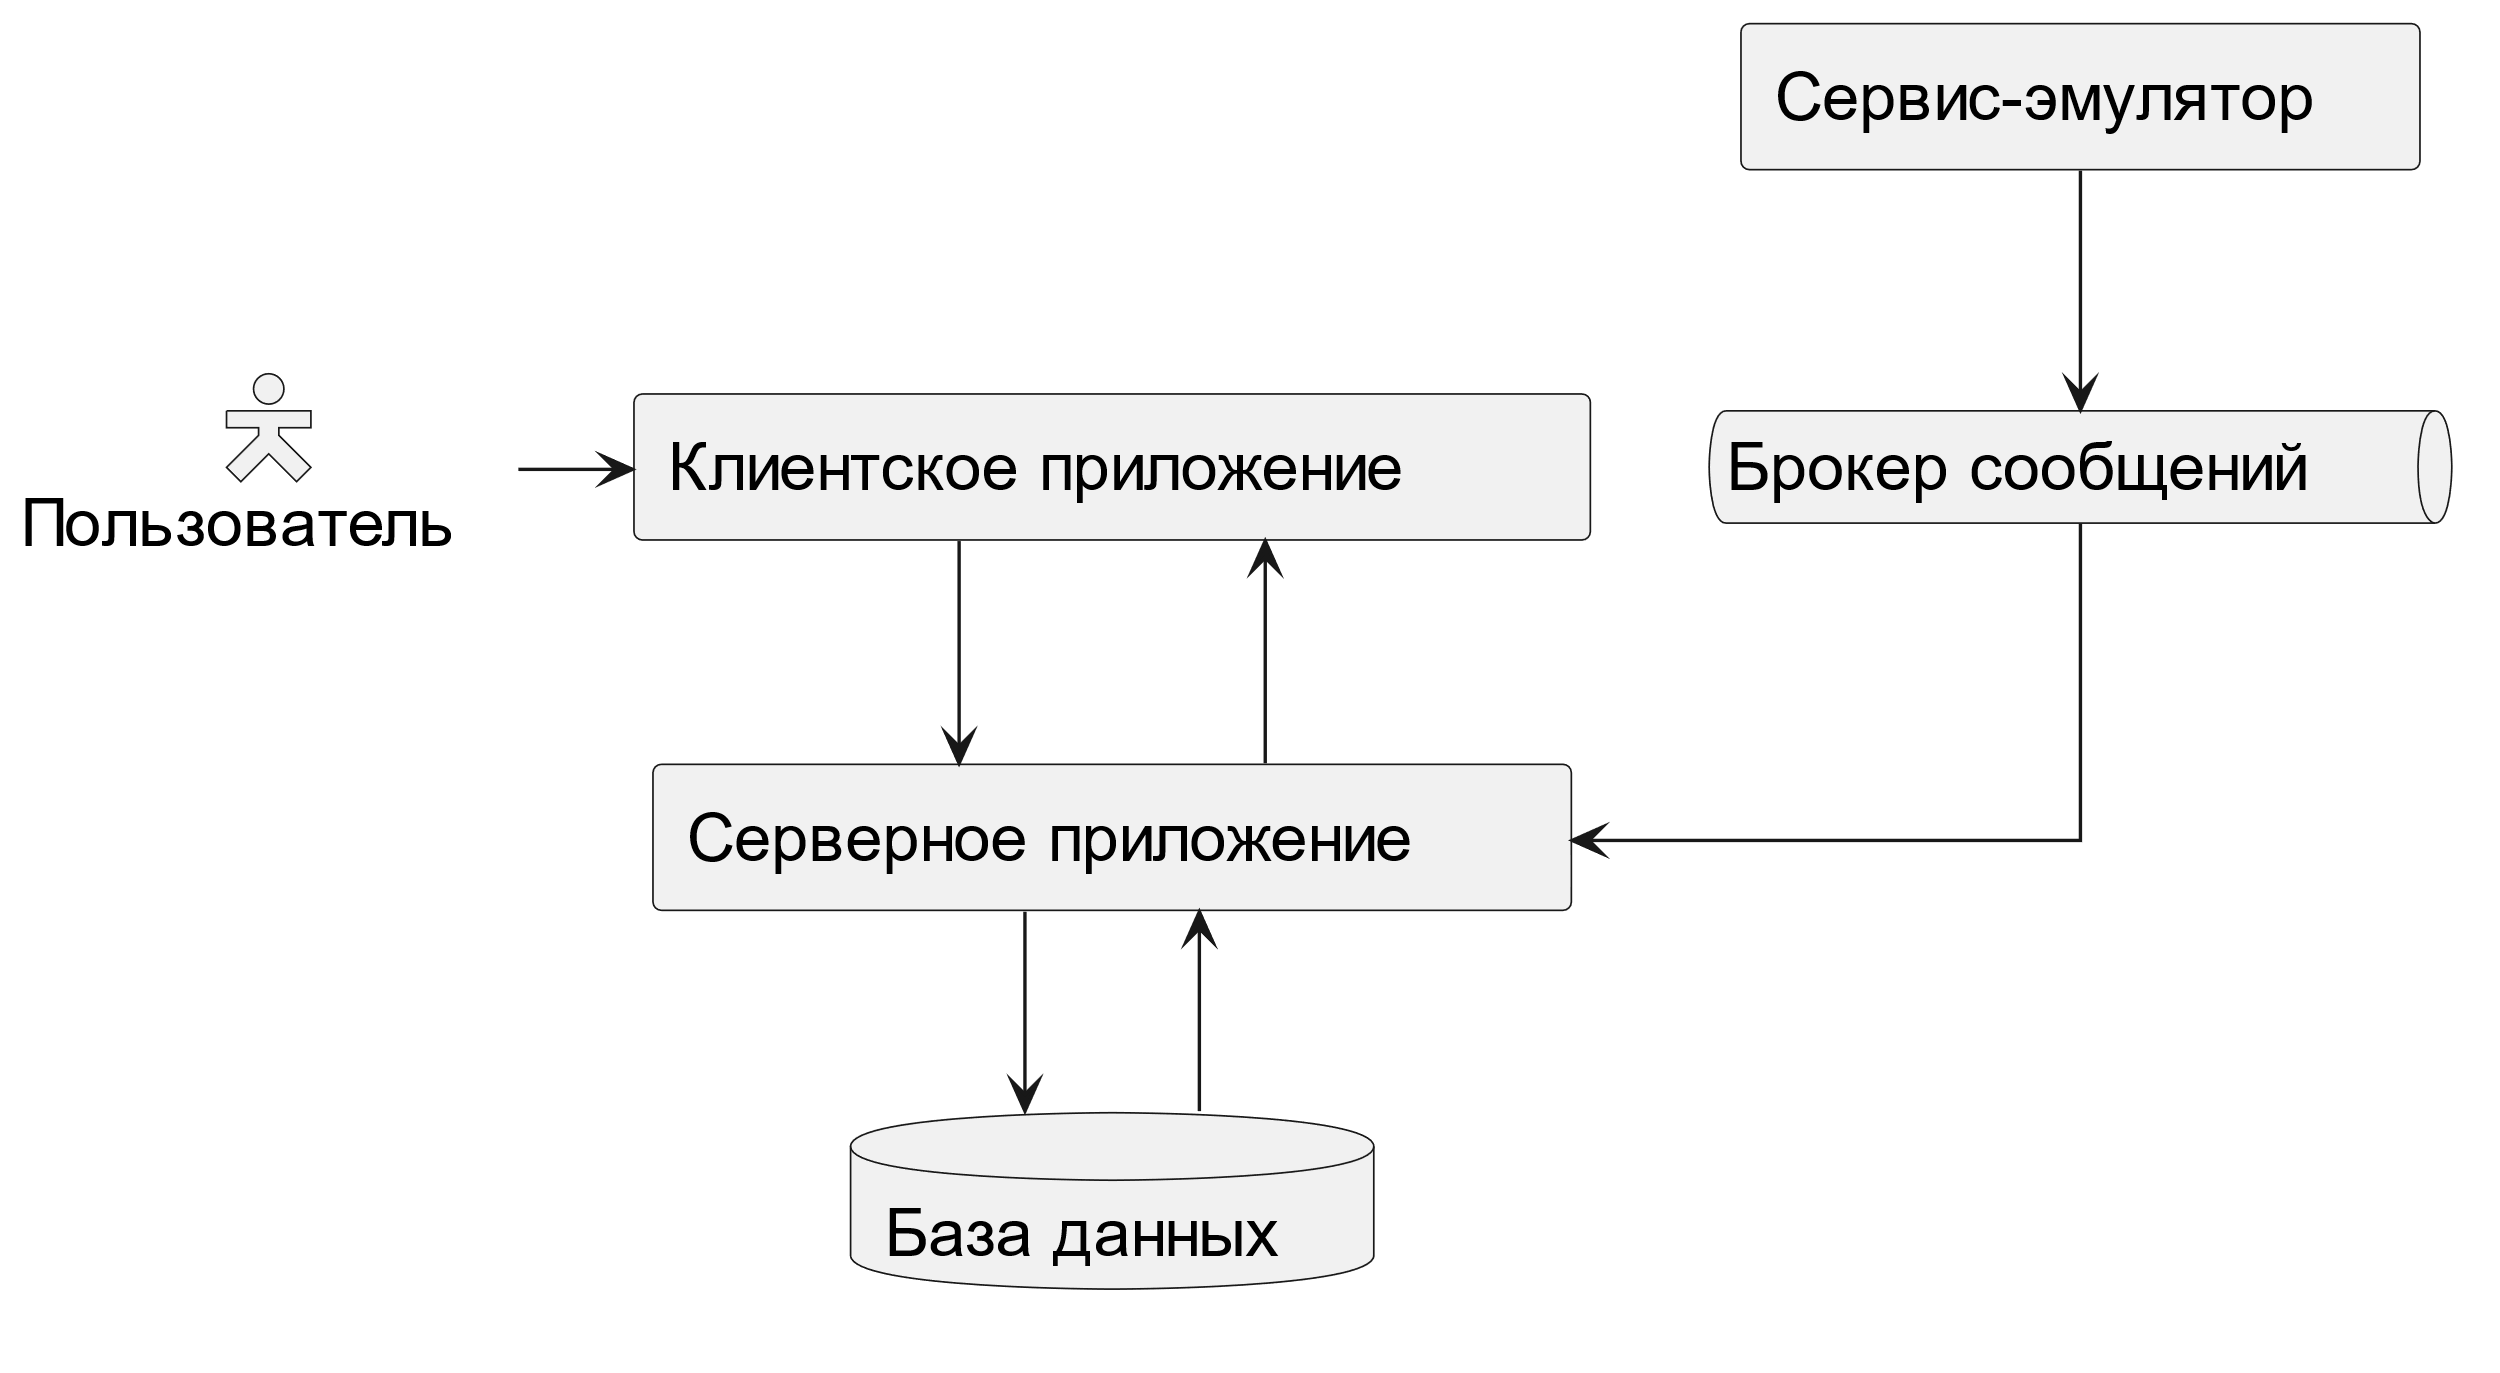 Сервис-эмулятор
Пользователь
Клиентское приложение
Брокер сообщений
Серверное приложение
База данных